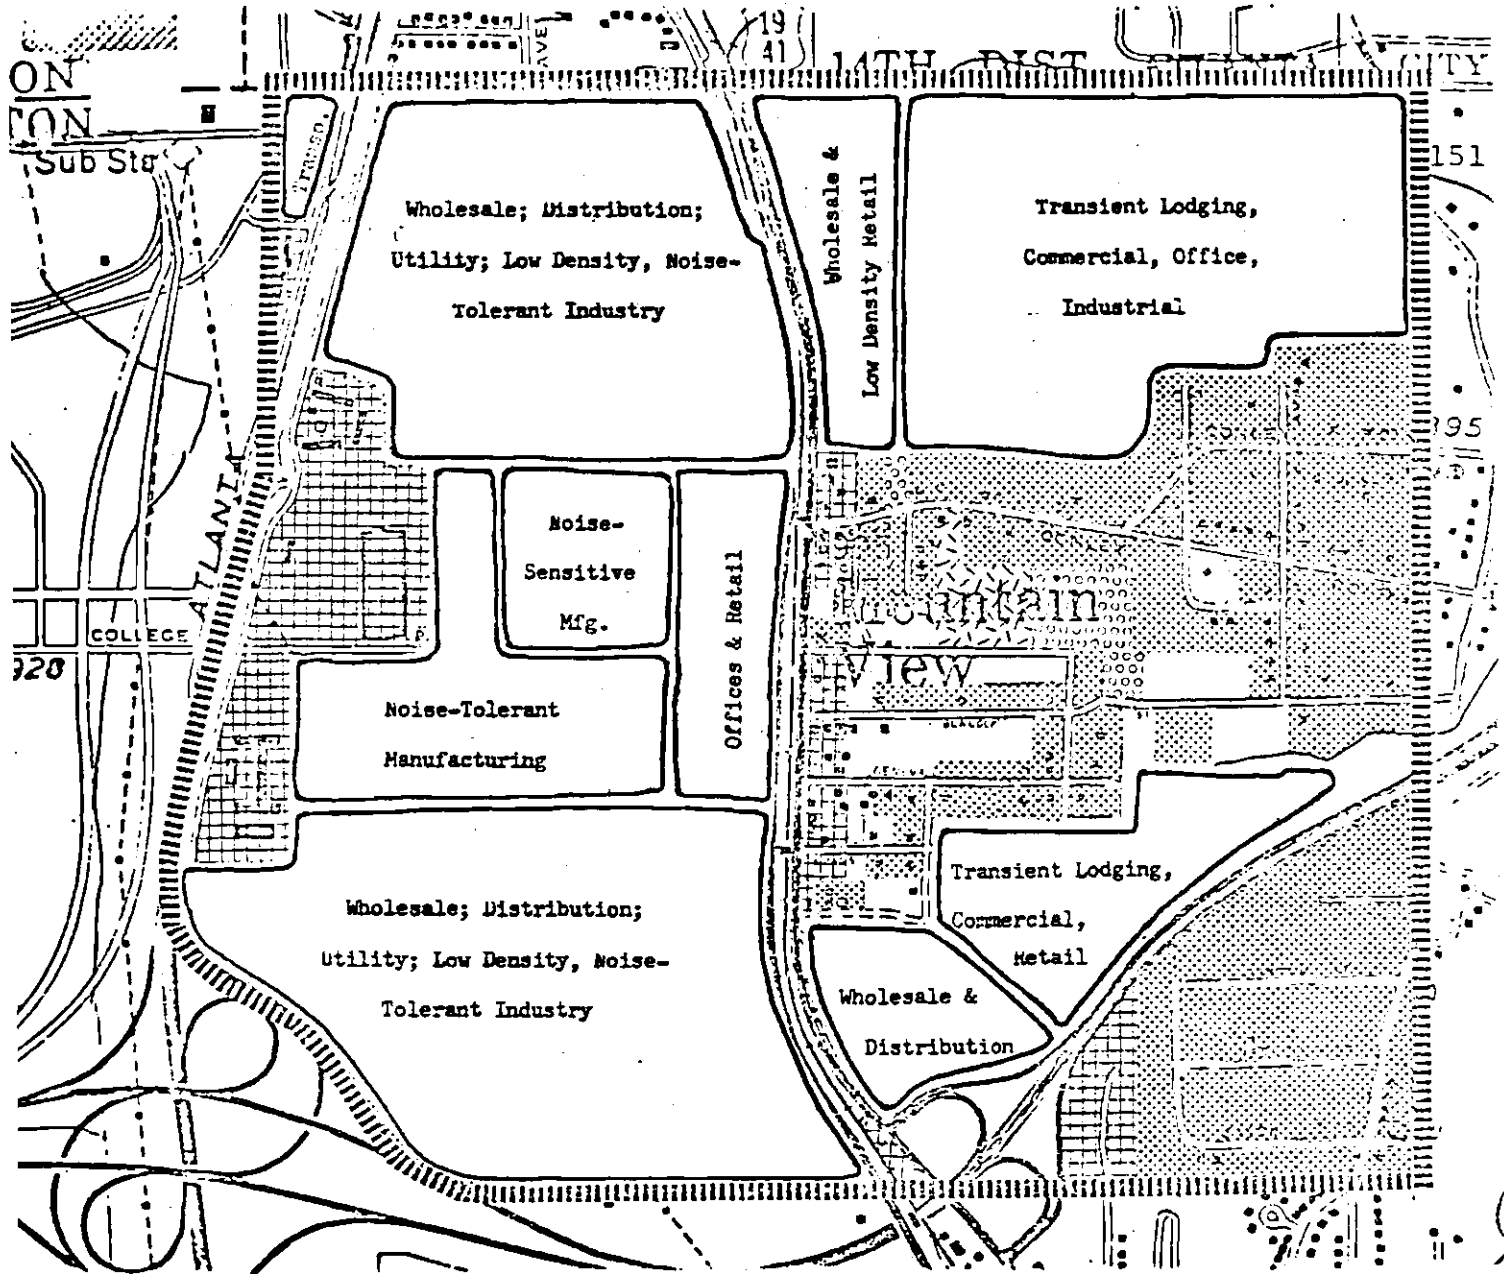 19
41
AVE
14TH DIST
CITY
ON
TON
Sub Sta
Transp.
151
Wholesale; Distribution;
Utility; Low Density, Noise-
Tolerant Industry
Wholesale &
Low Density Retail
Transient Lodging,
Commercial, Office,
Industrial
395
ATLANTA
Noise-
Sensitive
Mfg.
Offices & Retail
Mountain
View
COLLEGE
920
Noise-Tolerant
Manufacturing
Transient Lodging,
Commercial,
Retail
Wholesale; Distribution;
Utility; Low Density, Noise-
Tolerant Industry
Wholesale &
Distribution